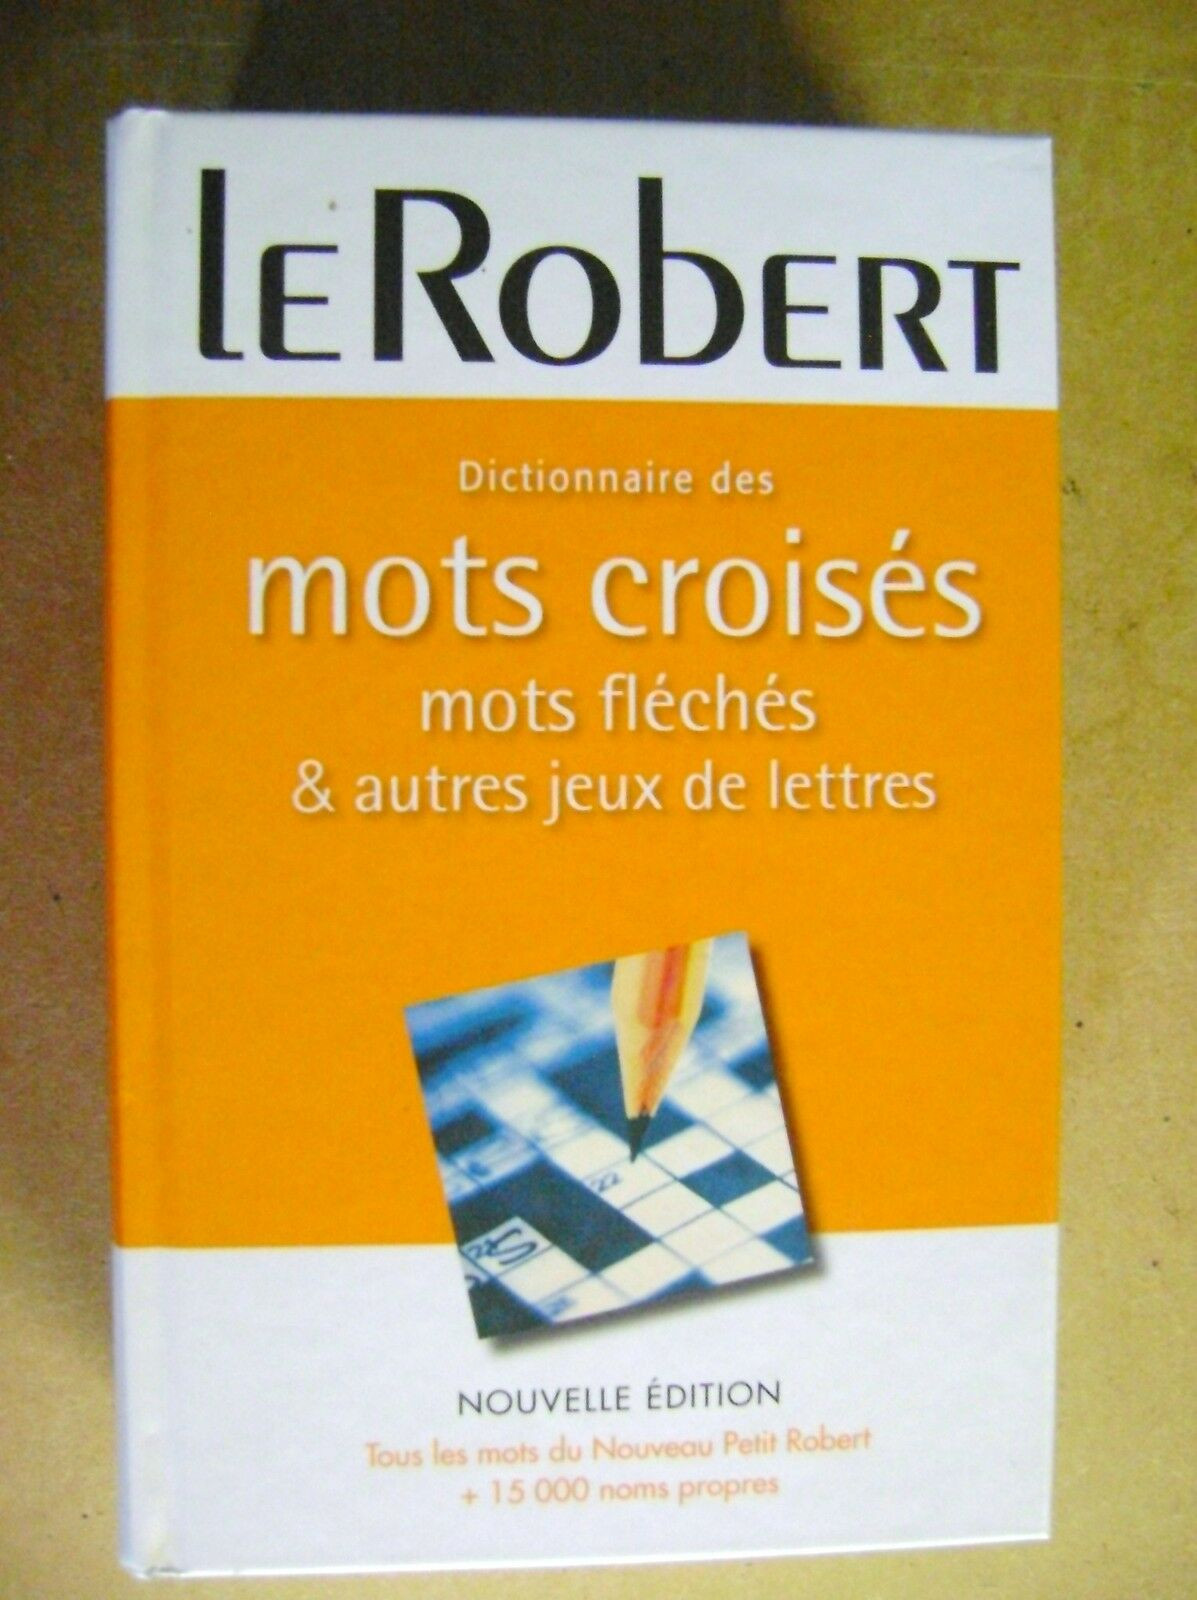 LE ROBERT
Dictionnaire des
mots croisés
mots fléchés
& autres jeux de lettres
22
NOUVELLE ÉDITION
Tous les mots du Nouveau Petit Robert
+ 15 000 noms propres